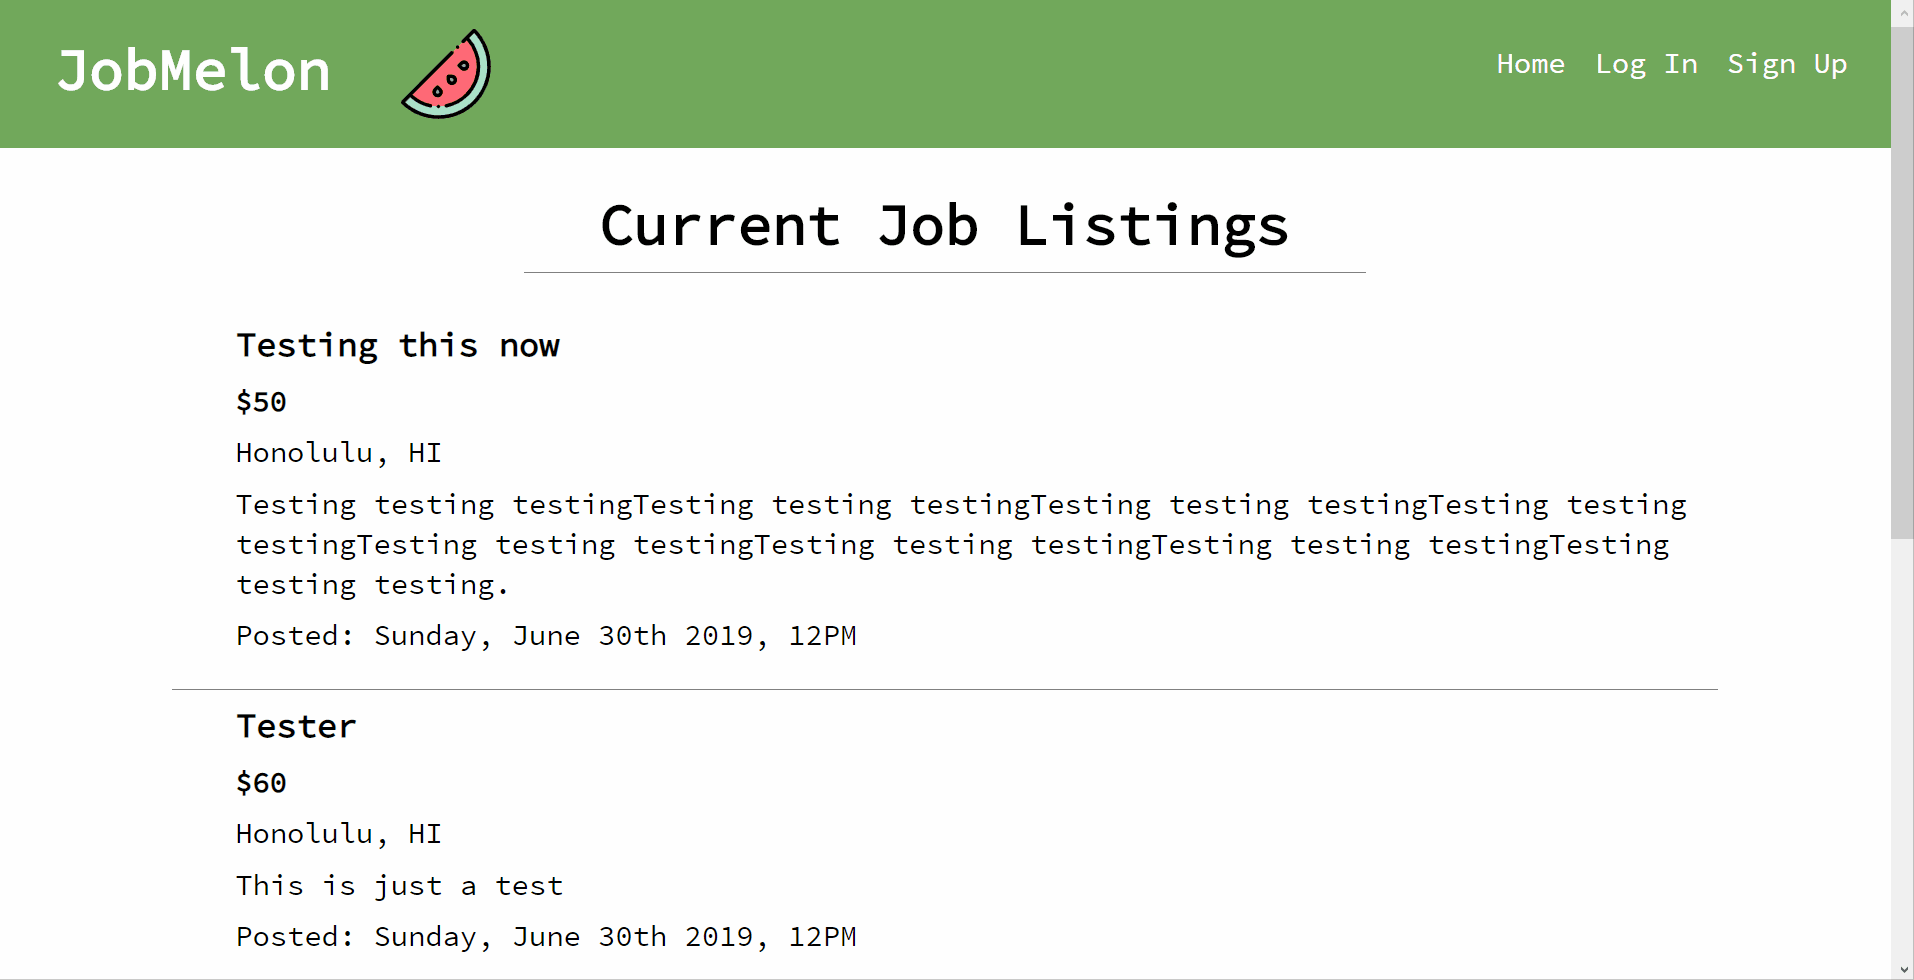 JobMelon
Home Log In Sign Up
Current Job Listings
Testing this now
$50
Honolulu, HI
Testing testing testingTesting testing testingTesting testing testingTesting testing
testingTesting testing testingTesting testing testingTesting testing testingTesting
testing testing.
Posted: Sunday, June 30th 2019, 12PM
Tester
$60
Honolulu, HI
This is just a test
Posted: Sunday, June 30th 2019, 12PM